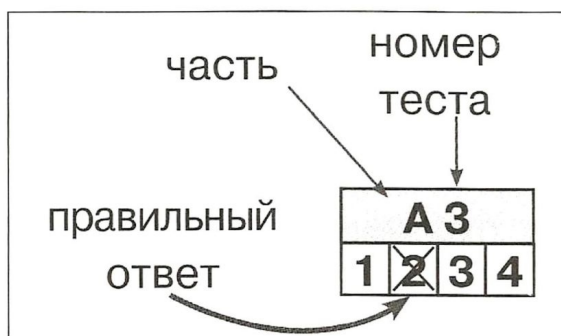 часть
номер
теста
правильный
ответ
А 3
1 2 3 4